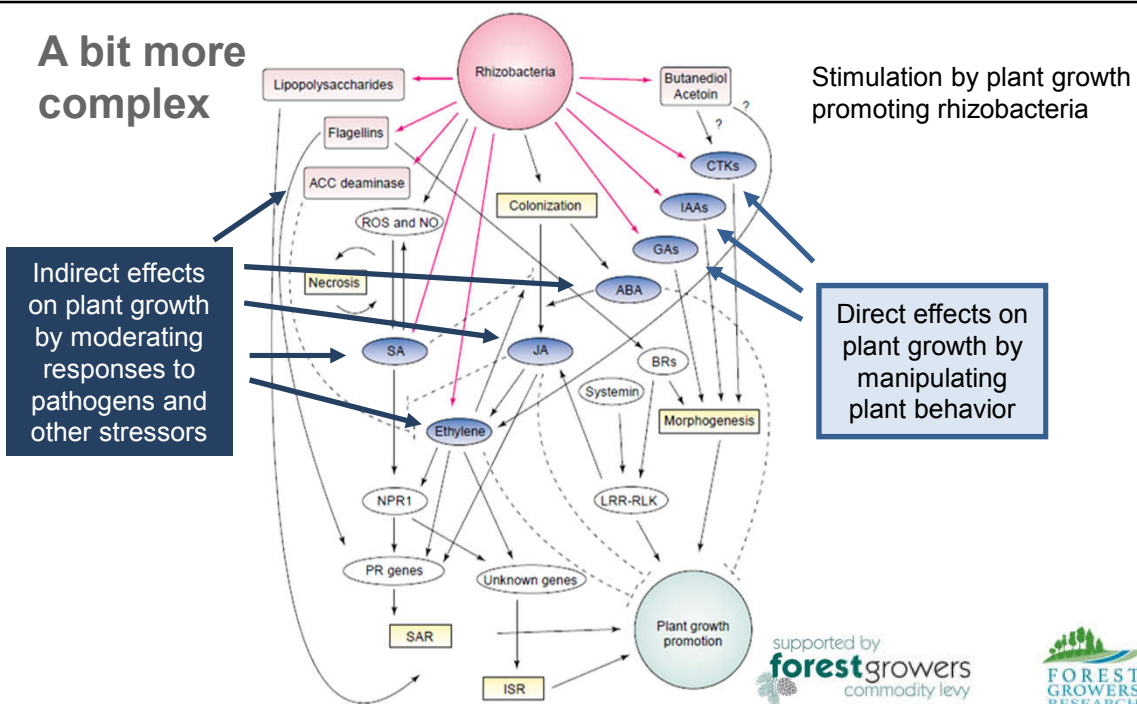 A bit more
complex
Stimulation by plant growth
promoting rhizobacteria
Rhizobacteria
Lipopolysaccharides
Butanediol
Acetoin
?
?
Flagellins
CTKs
ACC deaminase
Colonization
IAAs
ROS and NO
GAs
Necrosis
ABA
Indirect effects
on plant growth
by moderating
responses to
pathogens and
other stressors
Direct effects on
plant growth by
manipulating
plant behavior
SA
JA
BRs
Systemin
Ethylene
Morphogenesis
NPR1
LRR-RLK
PR genes
Unknown genes
SAR
Plant growth
promotion
ISR
supported by
forestgrowers
commodity levy
FOREST
GROWERS
RESEARCH